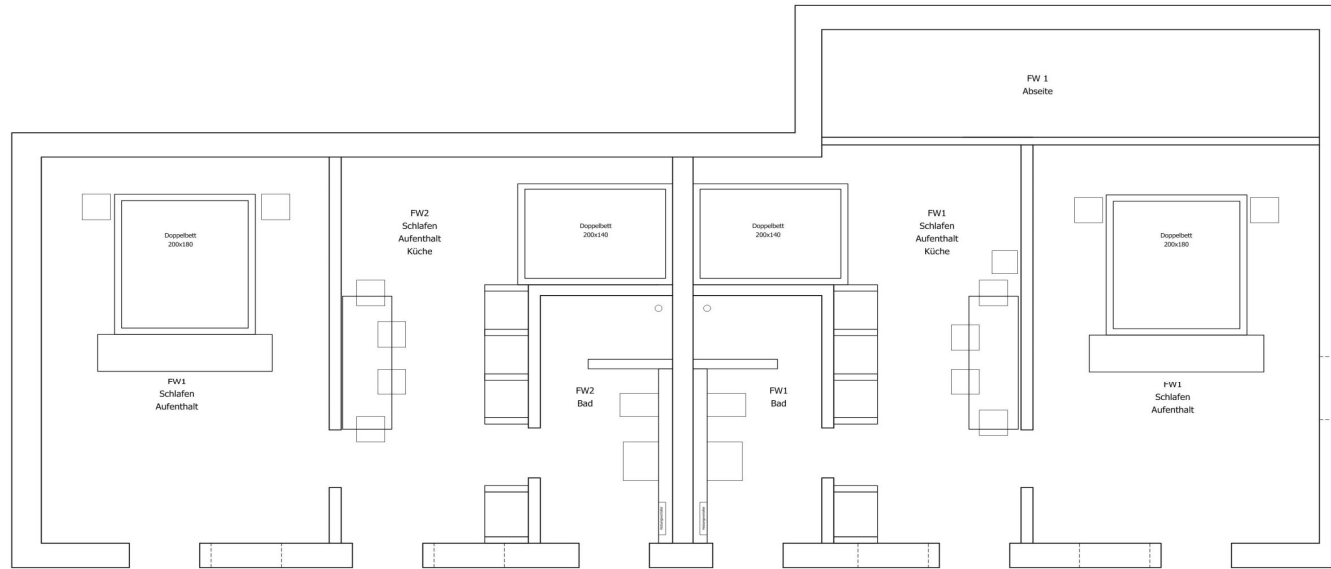 FW 1
Abseite
Doppelbett
200x180
FW1
Schlafen
Aufenthalt
FW2
Schlafen
Aufenthalt
Küche
Doppelbett
200x140
FW2
Bad
Doppelbett
200x140
FW1
Bad
FW1
Schlafen
Aufenthalt
Küche
Doppelbett
200x180
FW1
Schlafen
Aufenthalt